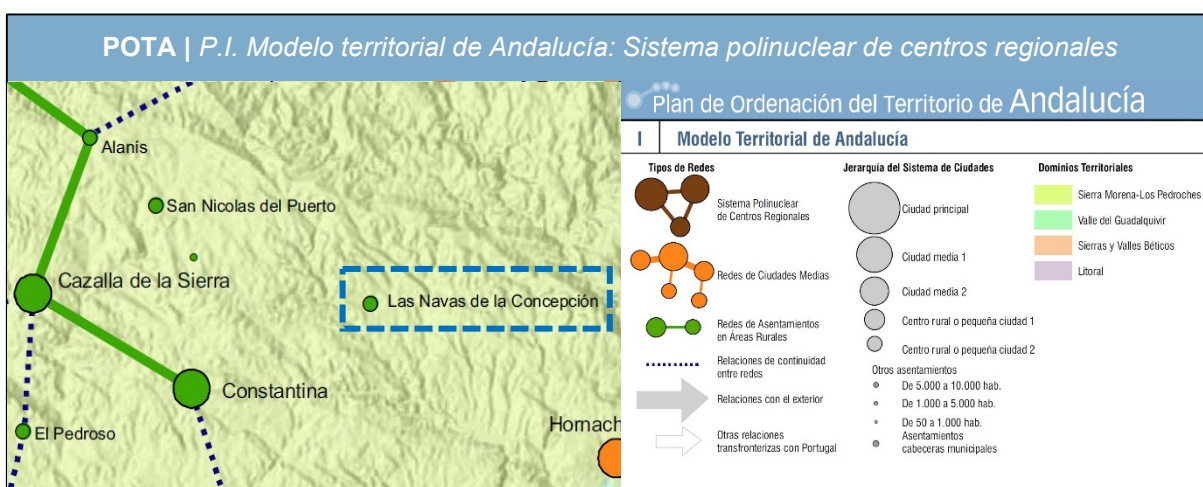 POTA | P.I. Modelo territorial de Andalucía: Sistema polinuclear de centros regionales
Alanís
San Nicolas del Puerto
Cazalla de la Sierra
Las Navas de la Concepción
Constantina
El Pedroso
Hornach
Plan de Ordenación del Territorio de Andalucía
I Modelo Territorial de Andalucía
Tipos de Redes
Sistema Polinuclear
de Centros Regionales
Redes de Ciudades Medias
Redes de Asentamientos
en Áreas Rurales
Relaciones de continuidad
entre redes
Relaciones con el exterior
Otras relaciones
transfronterizas con Portugal
Jerarquía del Sistema de Ciudades
Ciudad principal
Ciudad media 1
Ciudad media 2
Centro rural o pequeña ciudad 1
Centro rural o pequeña ciudad 2
Otros asentamientos
De 5.000 a 10.000 hab.
De 1.000 a 5.000 hab.
De 50 a 1.000 hab.
Asentamientos
cabeceras municipales
Dominios Territoriales
Sierra Morena-Los Pedroches
Valle del Guadalquivir
Sierras y Valles Béticos
Litoral